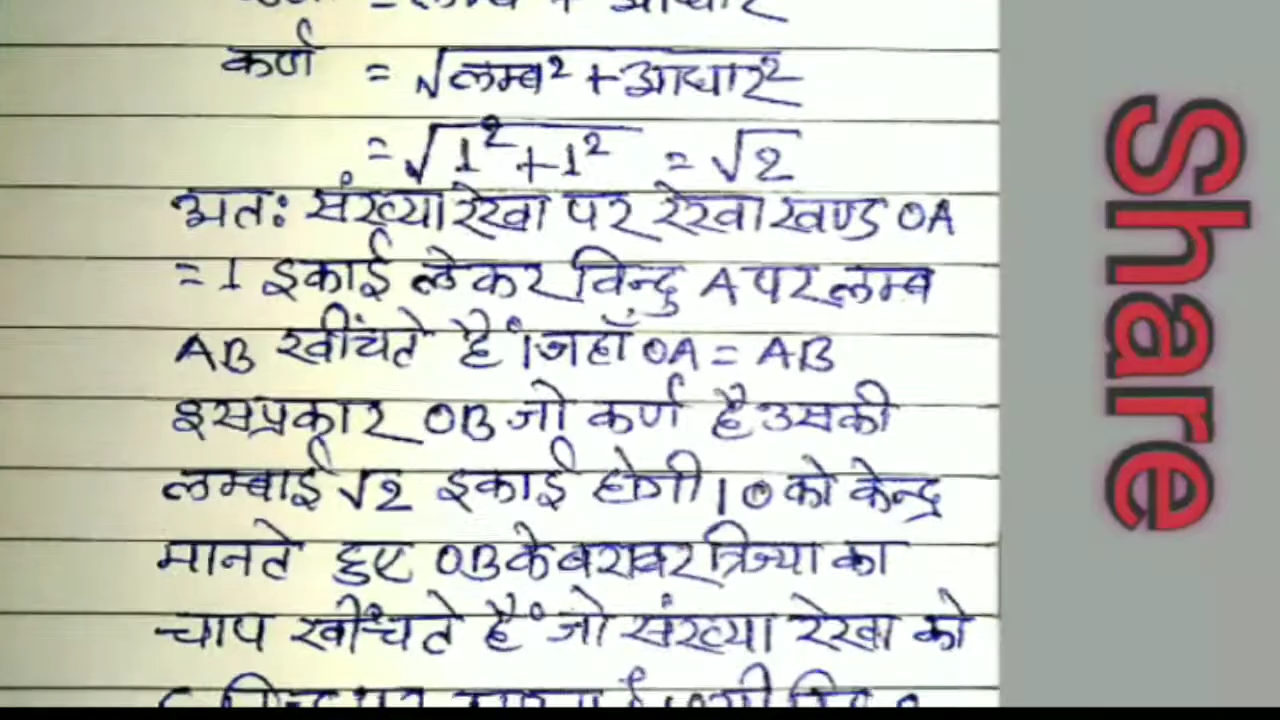 कर्ण = √लम्ब² + आधार²
= √1² + 1² = √2
अतः संख्या रेखा पर रेखाखण्ड OA
= 1 इकाई लेकर विन्दु A पर लम्ब
AB खींचते हैं। जहाँ OA = AB
इसप्रकार OB जो कर्ण है उसकी
लम्बाई √2 इकाई होगी। O को केन्द्र
मानते हुए OB के बराबर त्रिज्या का
चाप खींचते हैं जो संख्या रेखा को
Share